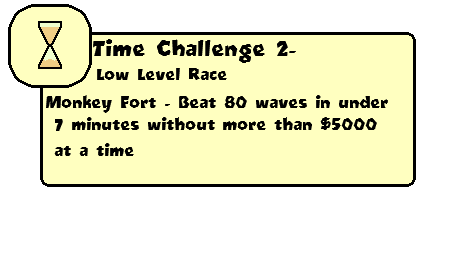 Time Challenge 2-
Low Level Race
Monkey Fort - Beat 80 waves in under
7 minutes without more than $5000
at a time